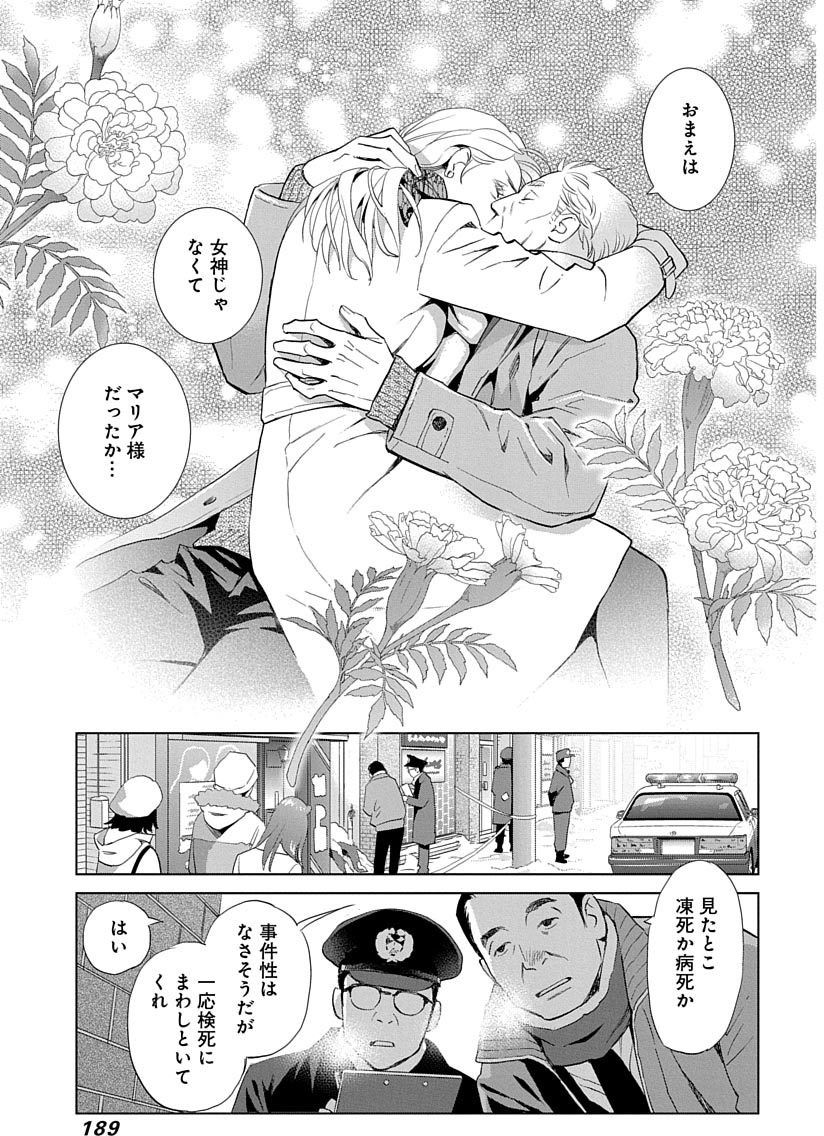 おまえは
女神じゃ
なくて
マリア様
だったか…
見たとこ
凍死か病死か
事件性は
なさそうだが
一応検死に
まわしといて
くれ
はい
189